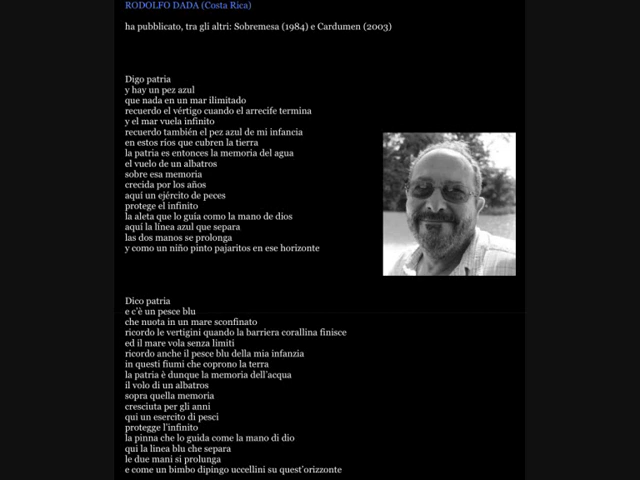 RODOLFO DADA (Costa Rica)
ha pubblicato, tra gli altri: Sobremesa (1984) e Cardumen (2003)
Digo patria
y hay un pez azul
que nada en un mar ilimitado
recuerdo el vértigo cuando el arrecife termina
y el mar vuela infinito
recuerdo también el pez azul de mi infancia
en estos ríos que cubren la tierra
la patria es entonces la memoria del agua
el vuelo de un albatros
sobre esa memoria
crecida por los años
aquí un ejército de peces
protege el infinito
la aleta que lo guía como la mano de dios
aquí la línea azul que separa
las dos manos se prolonga
y como un niño pinto pajaritos en ese horizonte
Dico patria
e c'è un pesce blu
che nuota in un mare sconfinato
ricordo le vertigini quando la barriera corallina finisce
ed il mare vola senza limiti
ricordo anche il pesce blu della mia infanzia
in questi fiumi che coprono la terra
la patria è dunque la memoria dell'acqua
il volo di un albatros
sopra quella memoria
cresciuta per gli anni
qui un esercito di pesci
protegge l'infinito
la pinna che lo guida come la mano di dio
qui la linea blu che separa
le due mani si prolonga
e come un bimbo dipingo uccellini su quest'orizzonte